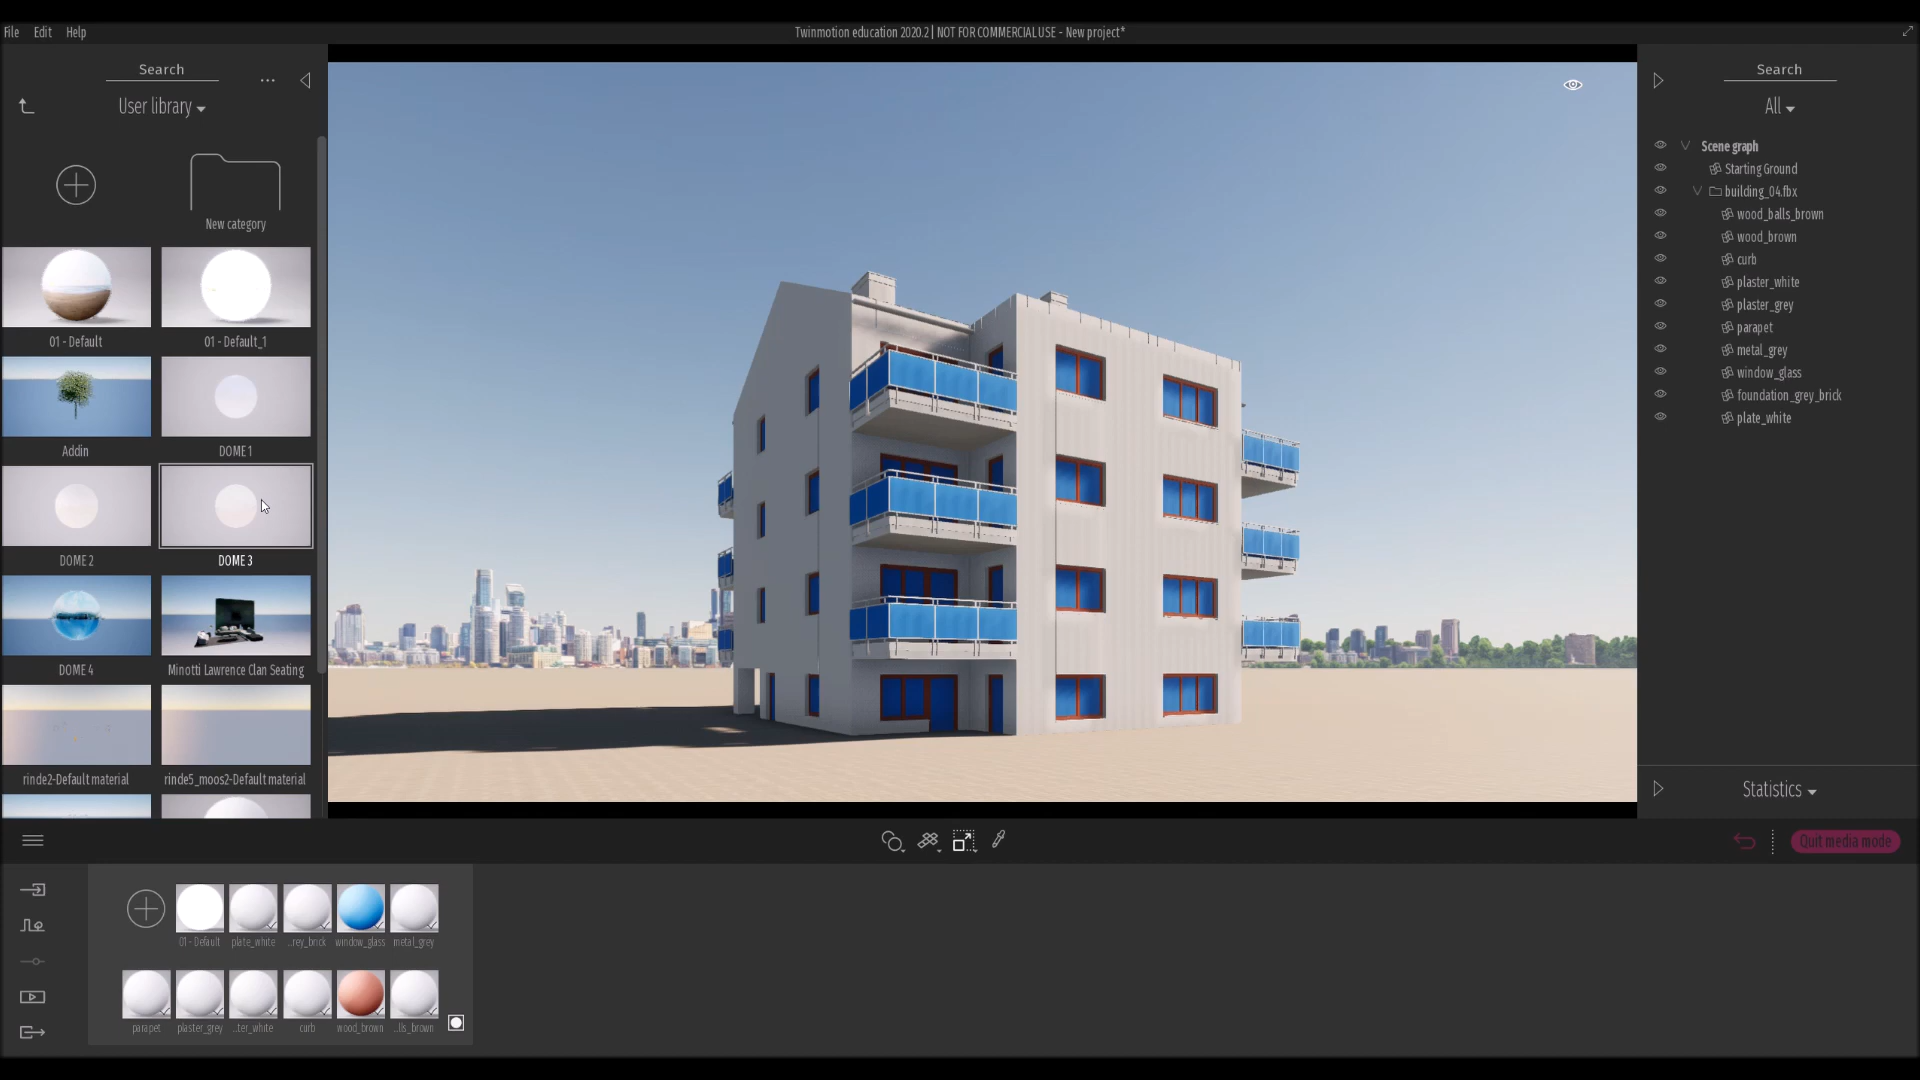 File Edit Help
Twinmotion education 2020.2 | NOT FOR COMMERCIAL USE - New project*
Search
...
User library
New category
01 - Default
01 - Default_1
Addin
DOME 1
DOME 2
DOME 3
DOME 4
Minotti Lawrence Clan Seating
rinde2-Default material
rinde5_moos2-Default material
Search
All
Scene graph
Starting Ground
building_04.fbx
wood_balls_brown
wood_brown
curb
plaster_white
plaster_grey
parapet
metal_grey
window_glass
foundation_grey_brick
plate_white
Statistics
Quit media mode
01 - Default
plate_white
...rey_brick
window_glass
metal_grey
parapet
plaster_grey
...ter_white
curb
wood_brown
...lls_brown